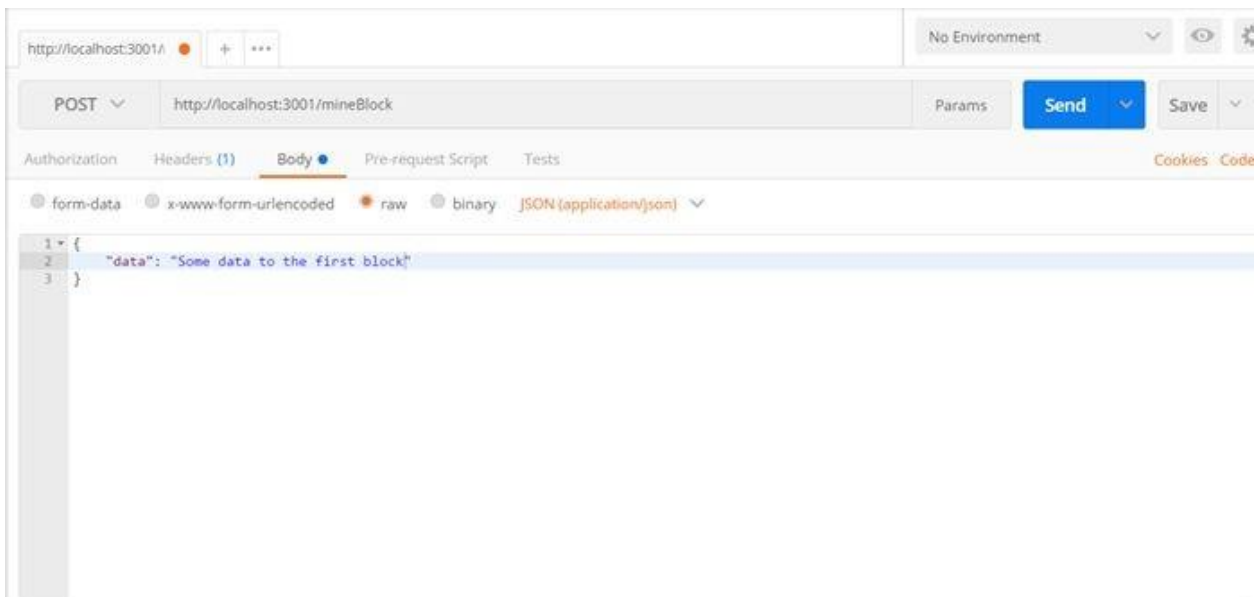 http://localhost:3001/
+
•••
No Environment
POST
http://localhost:3001/mineBlock
Params
Send
Save
Authorization
Headers (1)
Body
Pre-request Script
Tests
Cookies
Code
form-data
x-www-form-urlencoded
raw
binary
JSON (application/json)
1 {
2 "data": "Some data to the first block"
3 }